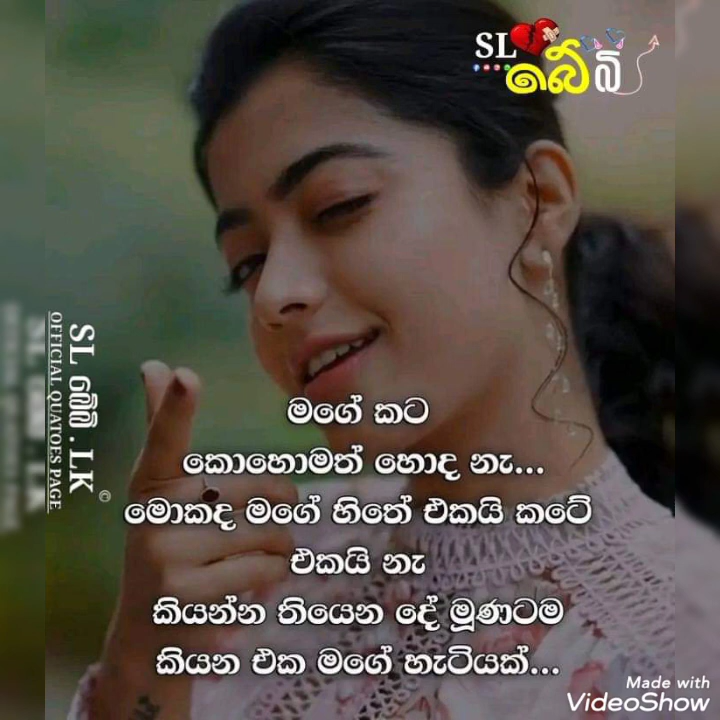 SL
බේබි
SL බේබි.LK
©
OFFICIAL QUATOES PAGE
මගේ කට
කොහොමත් හොද නැ...
මොකද මගේ හිතේ එකයි කටේ
එකයි නැ
කියන්න තියෙන දේ මූණටම
කියන එක මගේ හැටියක්...
Made with
VideoShow